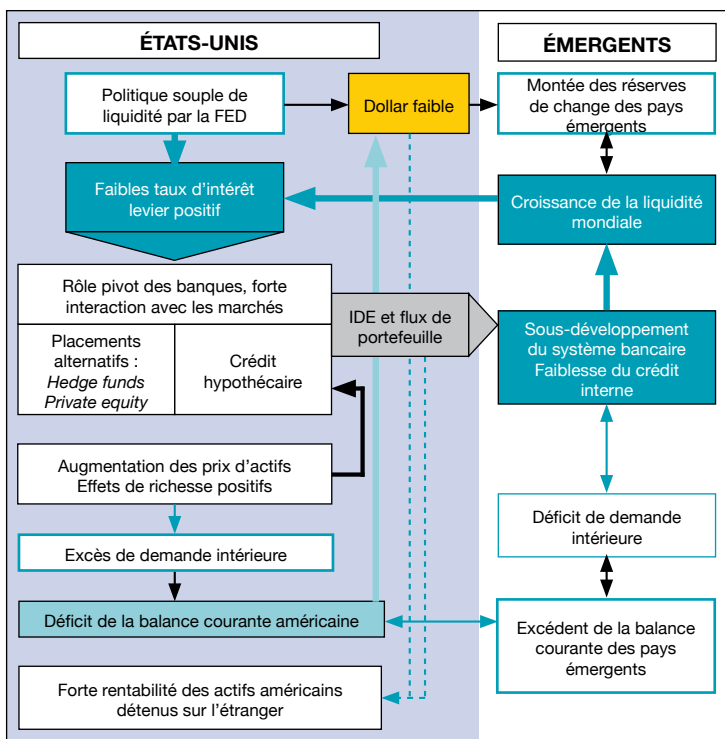 ÉTATS-UNIS
ÉMERGENTS
Politique souple de
liquidité par la FED
Dollar faible
Montée des réserves
de change des pays
émergents
Faibles taux d'intérêt
levier positif
Croissance de la liquidité
mondiale
Rôle pivot des banques, forte
interaction avec les marchés
Placements
alternatifs :
Hedge funds
Private equity
Crédit
hypothécaire
IDE et flux de
portefeuille
Sous-développement
du système bancaire
Faiblesse du crédit
interne
Augmentation des prix d'actifs
Effets de richesse positifs
Excès de demande intérieure
Déficit de demande
intérieure
Déficit de la balance courante américaine
Excédent de la balance
courante des pays
émergents
Forte rentabilité des actifs américains
détenus sur l'étranger